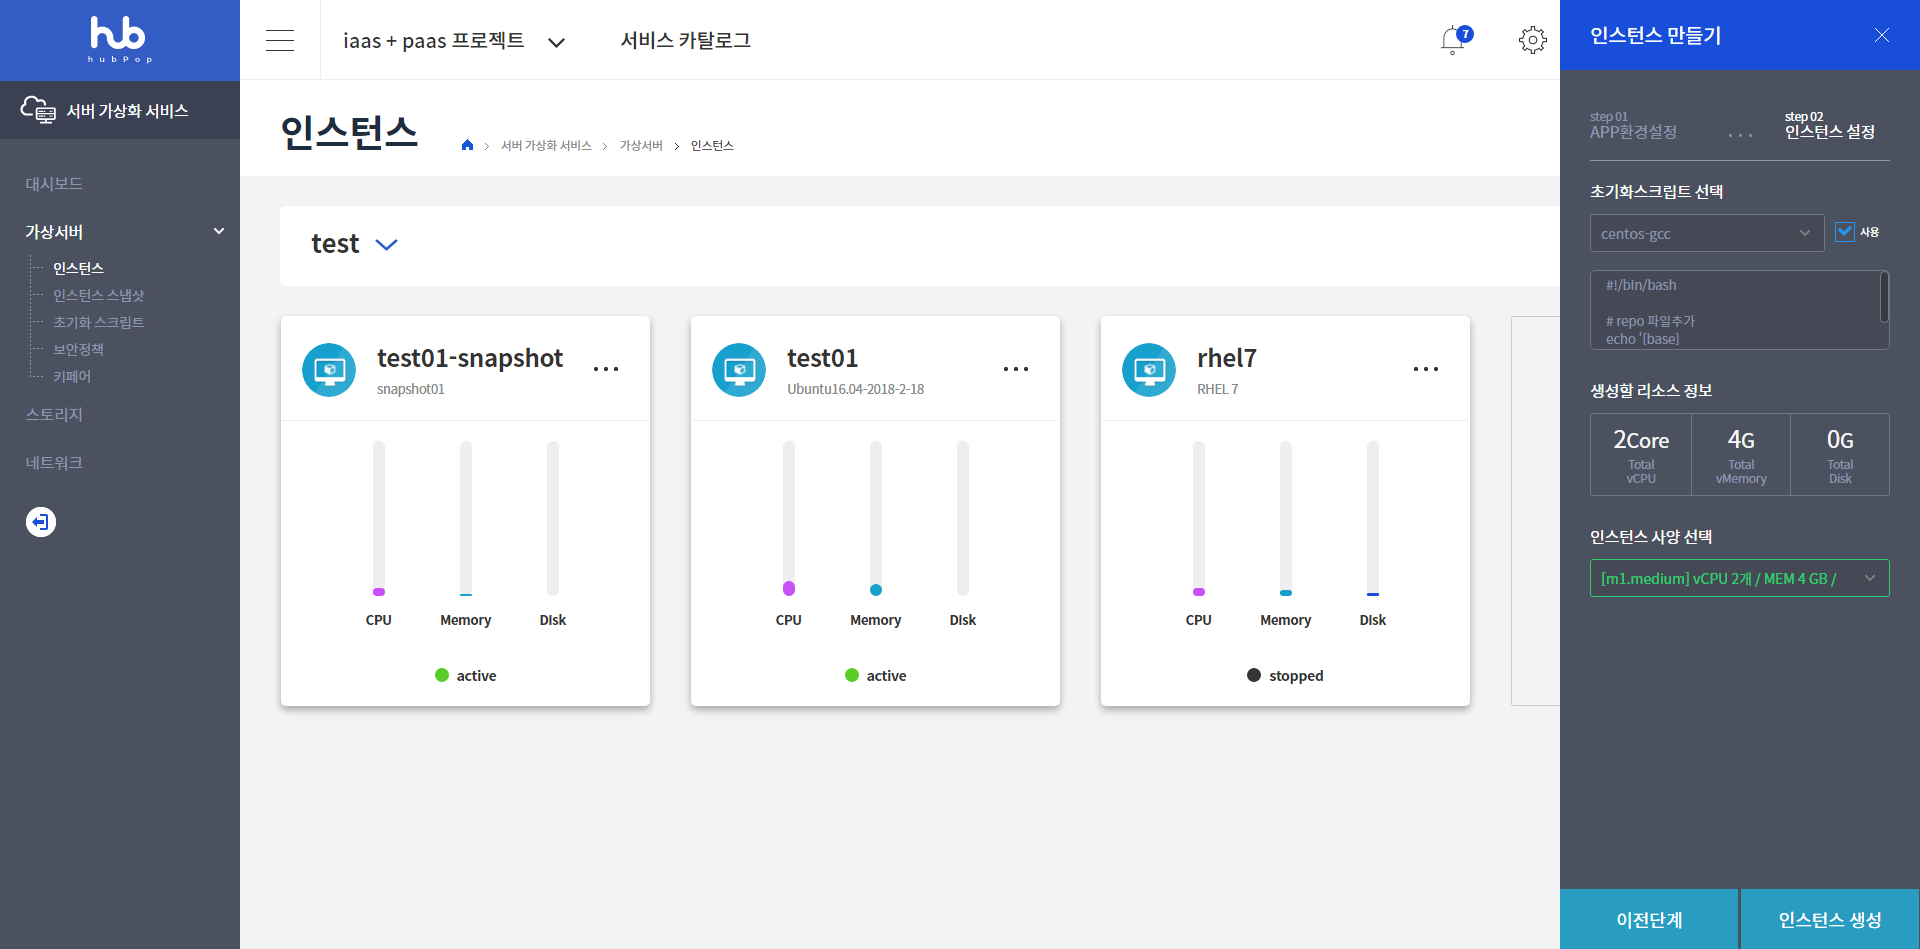 hub
hubPop
서버 가상화 서비스
대시보드
가상서버
인스턴스
인스턴스 스냅샷
초기화 스크립트
보안정책
키페어
스토리지
네트워크
iaas + paas 프로젝트
서비스 카탈로그
7
인스턴스
서버 가상화 서비스 > 가상서버 > 인스턴스
test
test01-snapshot
snapshot01
CPU Memory Disk
active
test01
Ubuntu16.04-2018-2-18
CPU Memory Disk
active
rhel7
RHEL 7
CPU Memory Disk
stopped
인스턴스 만들기
step 01
APP환경설정
...
step 02
인스턴스 설정
초기화스크립트 선택
centos-gcc
사용
#!/bin/bash
# repo 파일추가
echo '[base]
생성할 리소스 정보
2Core 4G 0G
Total Total Total
vCPU vMemory Disk
인스턴스 사양 선택
[m1.medium] vCPU 2개 / MEM 4 GB /
이전단계
인스턴스 생성